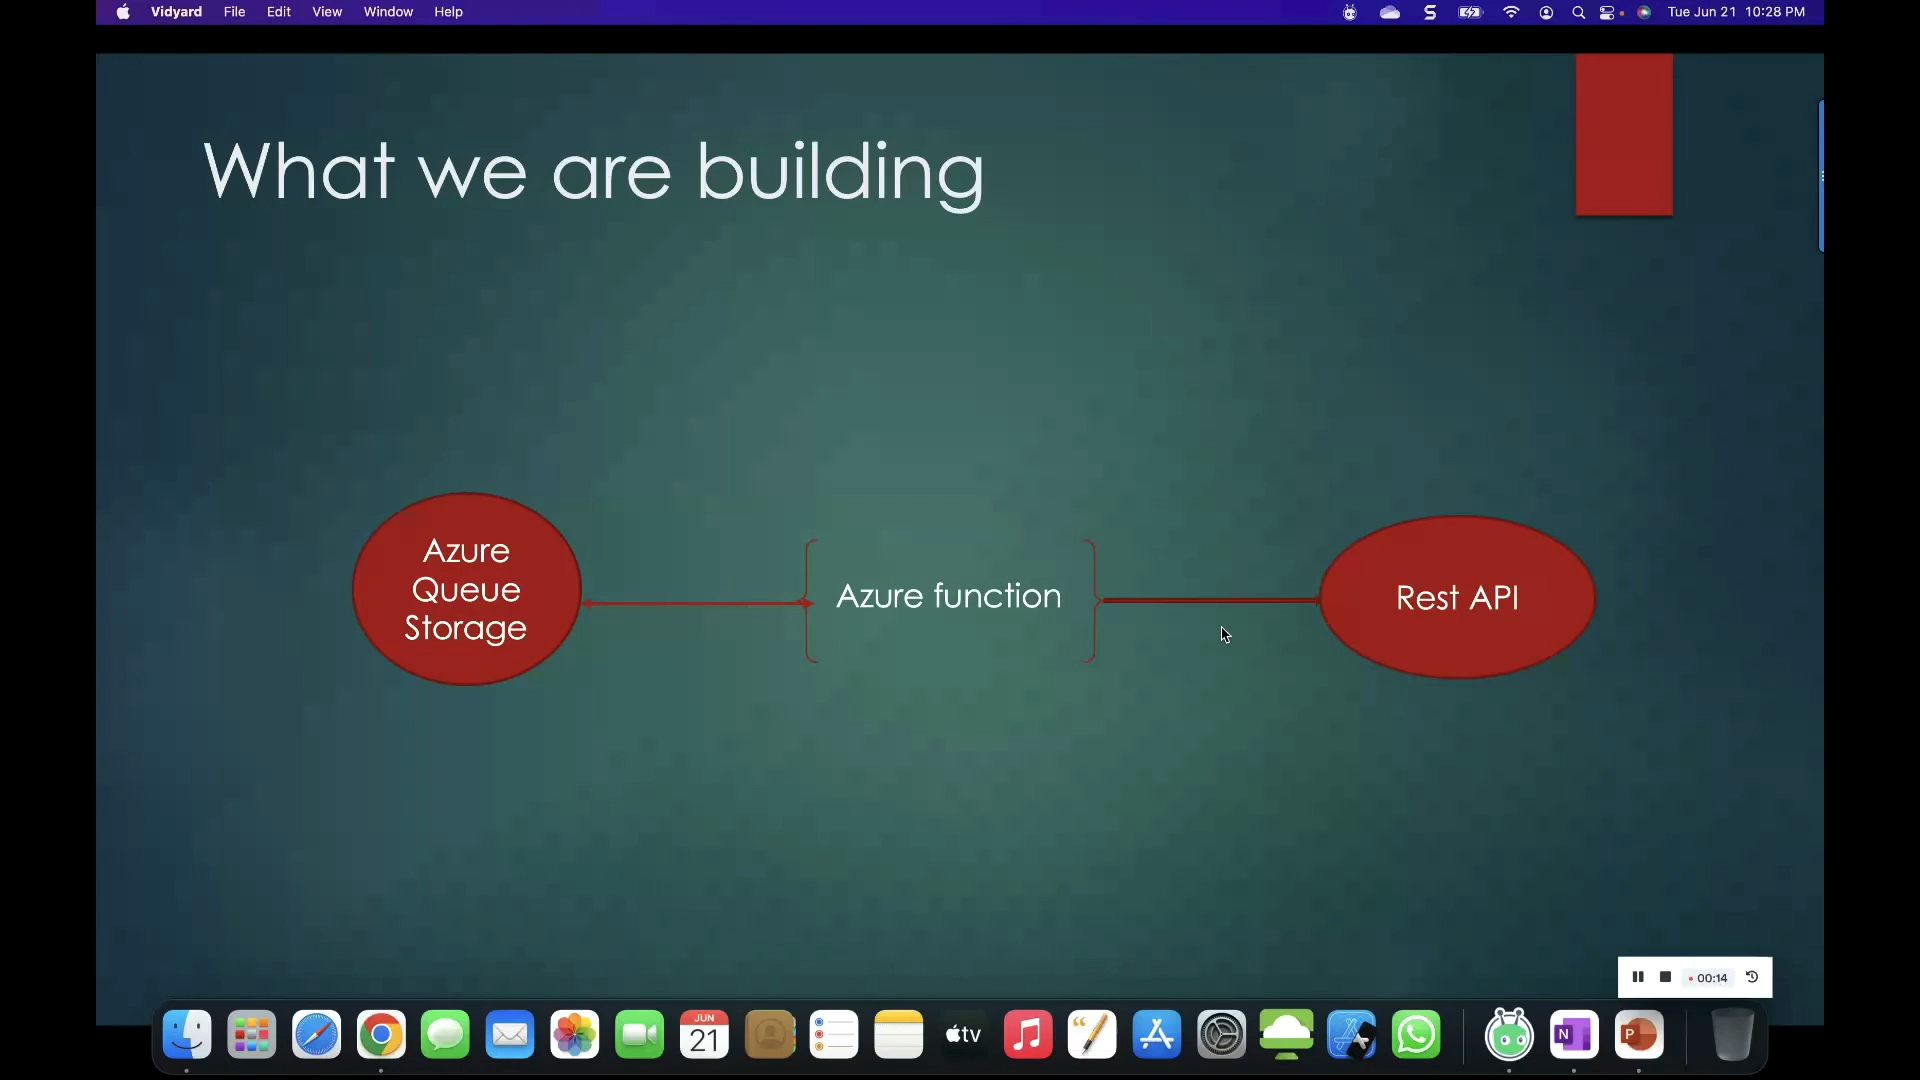 Vidyard File Edit View Window Help
Tue Jun 21 10:28 PM
What we are building
Azure
Queue
Storage
Azure function
Rest API
00:14
JUN
21
tv
N
P
S